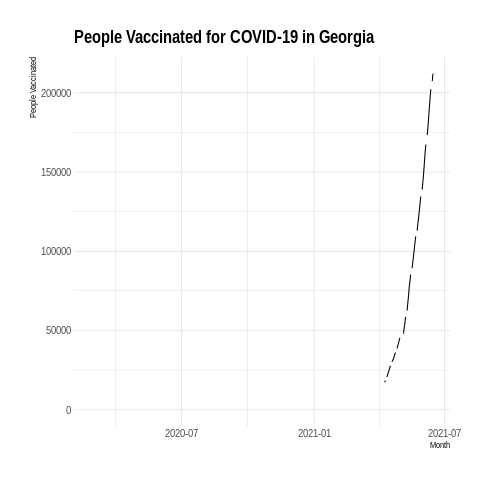 People Vaccinated for COVID-19 in Georgia
People Vaccinated
200000
150000
100000
50000
0
2020-07
2021-01
2021-07
Month